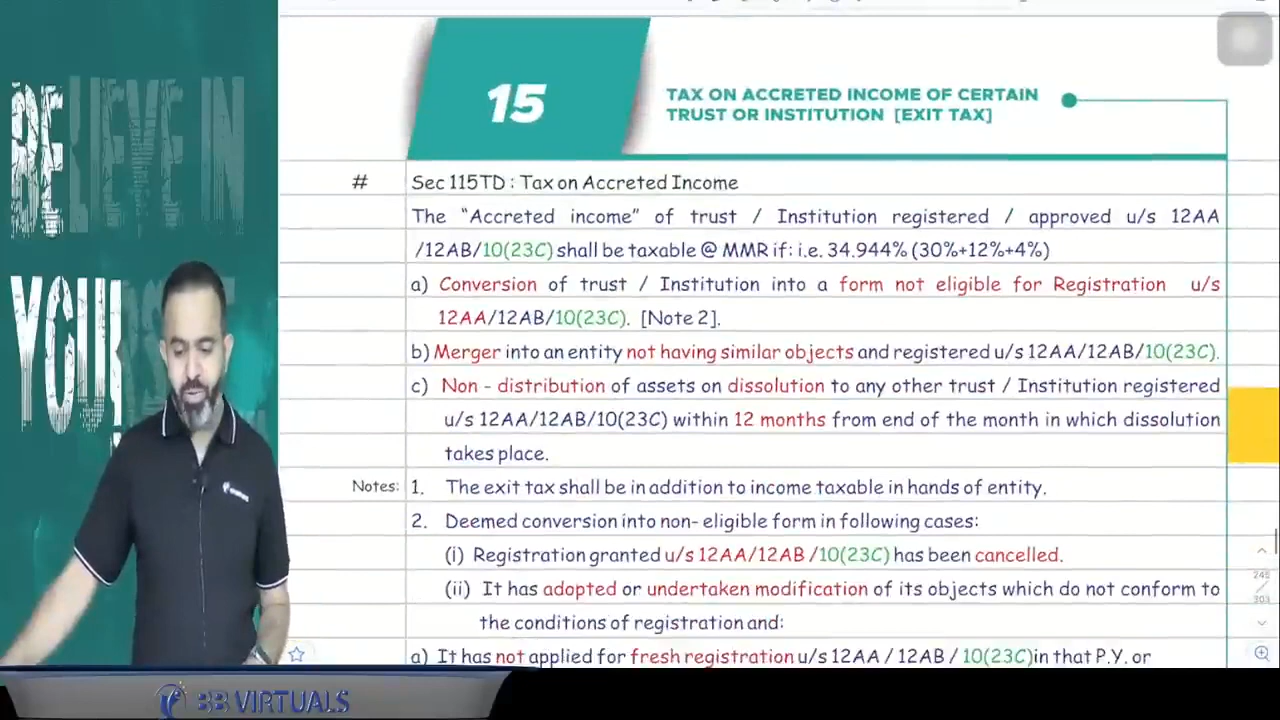 BELIEVE IN
YOU
15
TAX ON ACCRETED INCOME OF CERTAIN
TRUST OR INSTITUTION [EXIT TAX]
# Sec 115TD : Tax on Accreted Income
The “Accreted income” of trust / Institution registered / approved u/s 12AA
/12AB/10(23C) shall be taxable @ MMR if: i.e. 34.944% (30%+12%+4%)
a) Conversion of trust / Institution into a form not eligible for Registration u/s
12AA/12AB/10(23C). [Note 2].
b) Merger into an entity not having similar objects and registered u/s 12AA/12AB/10(23C).
c) Non - distribution of assets on dissolution to any other trust / Institution registered
u/s 12AA/12AB/10(23C) within 12 months from end of the month in which dissolution
takes place.
Notes: 1. The exit tax shall be in addition to income taxable in hands of entity.
2. Deemed conversion into non- eligible form in following cases:
(i) Registration granted u/s 12AA/12AB /10(23C) has been cancelled.
(ii) It has adopted or undertaken modification of its objects which do not conform to
the conditions of registration and:
a) It has not applied for fresh registration u/s 12AA / 12AB / 10(23C)in that P.Y. or
245
303
BB VIRTUALS